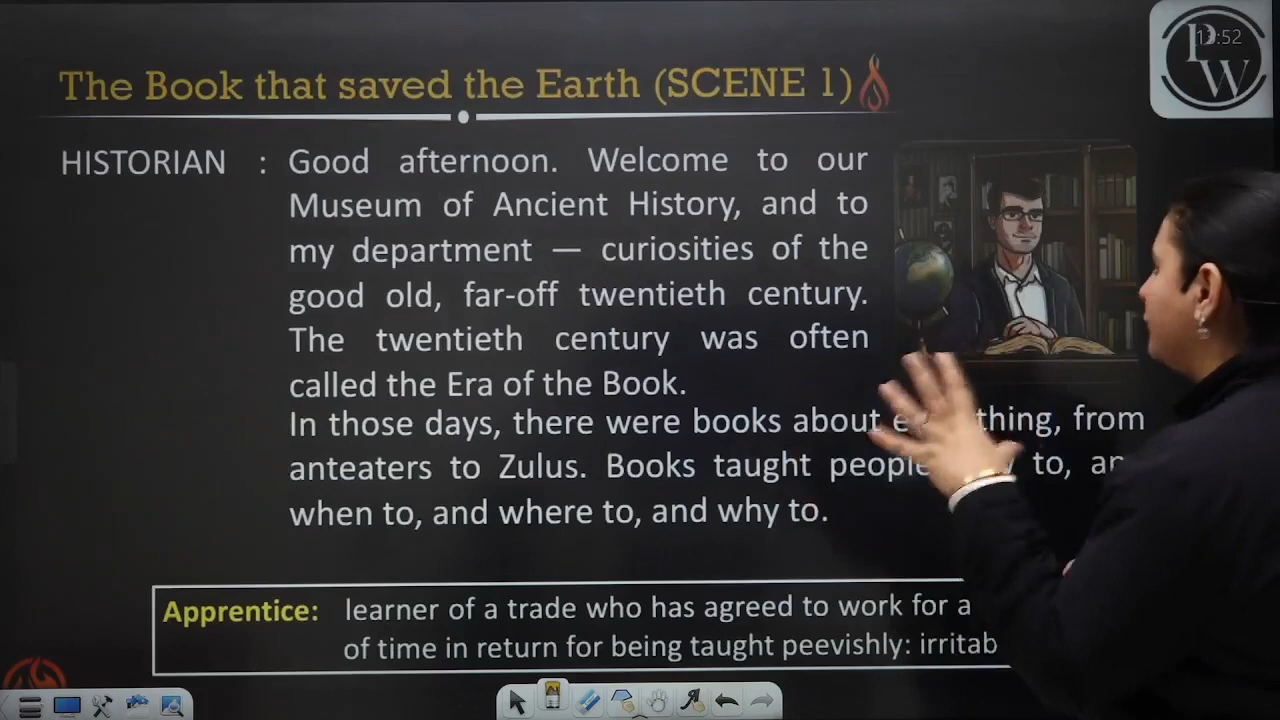 The Book that saved the Earth (SCENE 1)
PW
13:52
HISTORIAN : Good afternoon. Welcome to our
Museum of Ancient History, and to
my department — curiosities of the
good old, far-off twentieth century.
The twentieth century was often
called the Era of the Book.
In those days, there were books about thing, from
anteaters to Zulus. Books taught people to,
when to, and where to, and why to.
Apprentice: learner of a trade who has agreed to work for a
of time in return for being taught peevishly: irritab